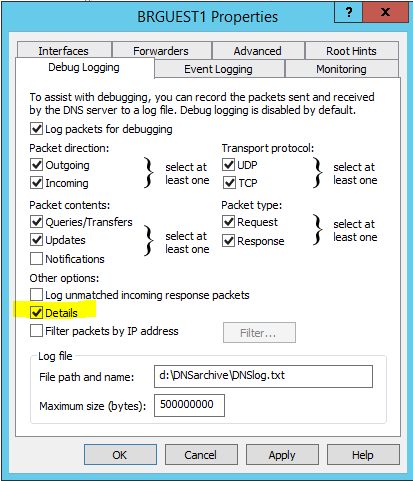 BRGUEST1 Properties
?
Interfaces
Forwarders
Advanced
Root Hints
Debug Logging
Event Logging
Monitoring
To assist with debugging, you can record the packets sent and received
by the DNS server to a log file. Debug logging is disabled by default.
Log packets for debugging
Packet direction:
Outgoing
Incoming
select at
least one
Transport protocol:
UDP
TCP
select at
least one
Packet contents:
Queries/Transfers
Updates
Notifications
select at
least one
Packet type:
Request
Response
select at
least one
Other options:
Log unmatched incoming response packets
Details
Filter packets by IP address
Filter...
Log file
File path and name:
d:\DNSarchive\DNSlog.txt
Maximum size (bytes):
500000000
OK
Cancel
Apply
Help